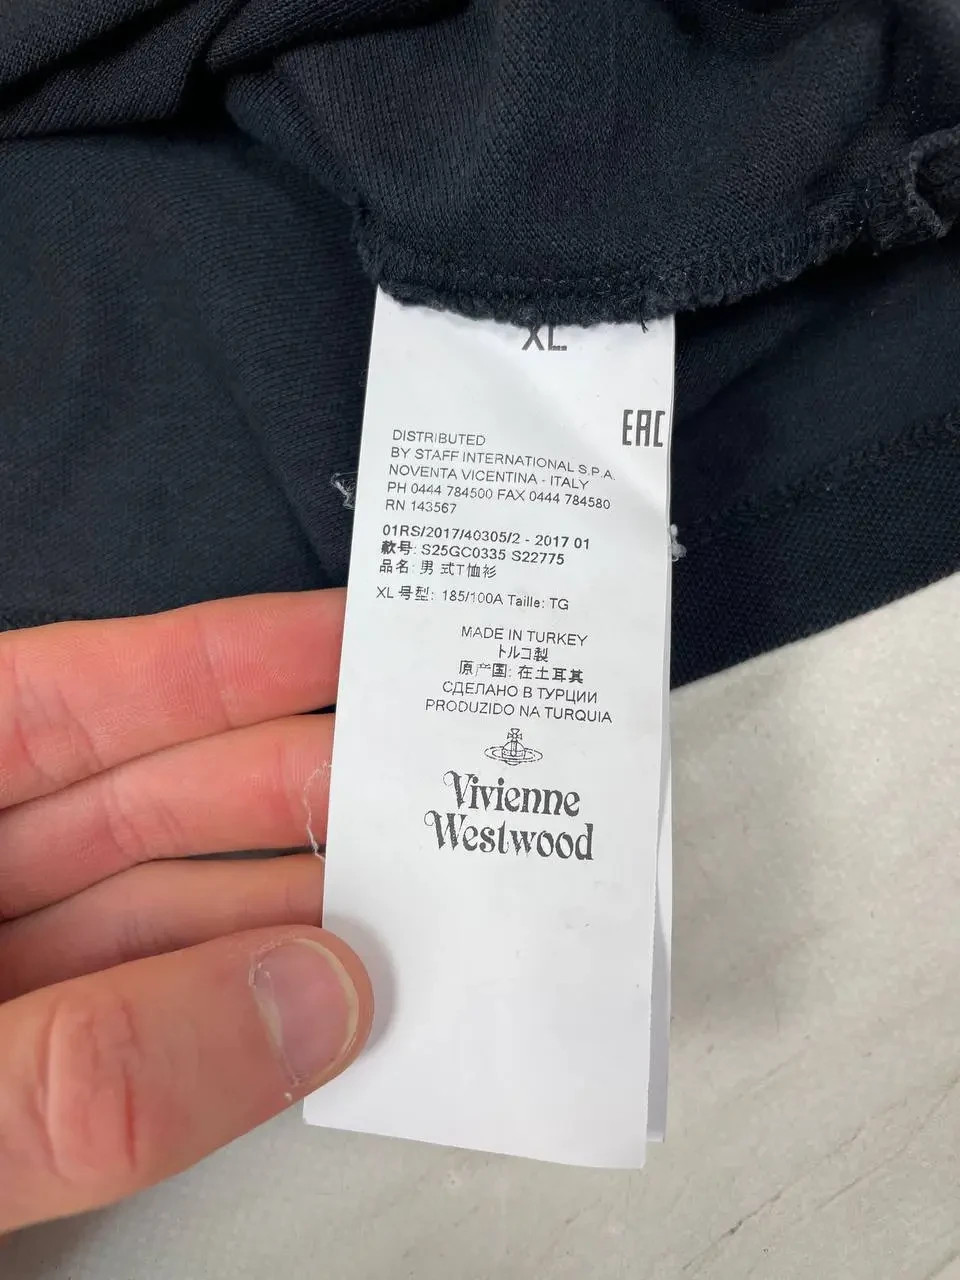 XL
EAC
DISTRIBUTED
BY STAFF INTERNATIONAL S.P.A.
NOVENTA VICENTINA - ITALY
PH 0444 784500 FAX 0444 784580
RN 143567
01RS/2017/40305/2 - 2017 01
款号: S25GC0335 S22775
品名: 男 式T恤衫
XL 号型: 185/100A Taille: TG
MADE IN TURKEY
トルコ製
原产国: 在土耳其
СДЕЛАНО В ТУРЦИИ
PRODUZIDO NA TURQUIA
Vivienne
Westwood